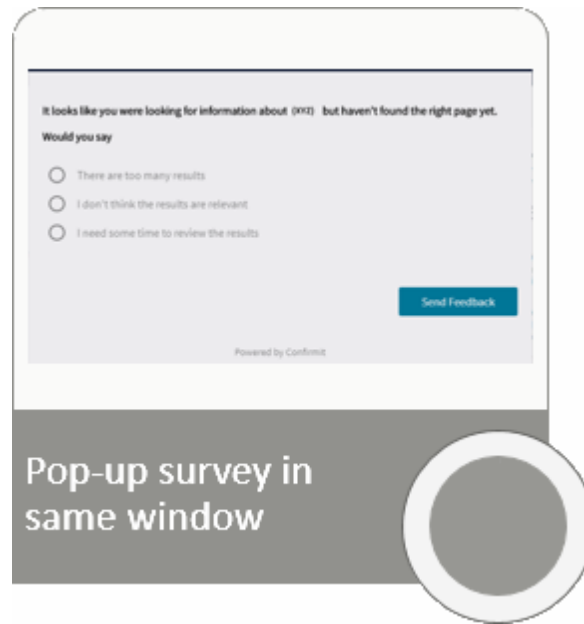 It looks like you were looking for information about (XYZ) but haven't found the right page yet.
Would you say
There are too many results
I don't think the results are relevant
I need some time to review the results
Send Feedback
Powered by Confirmit
Pop-up survey in
same window